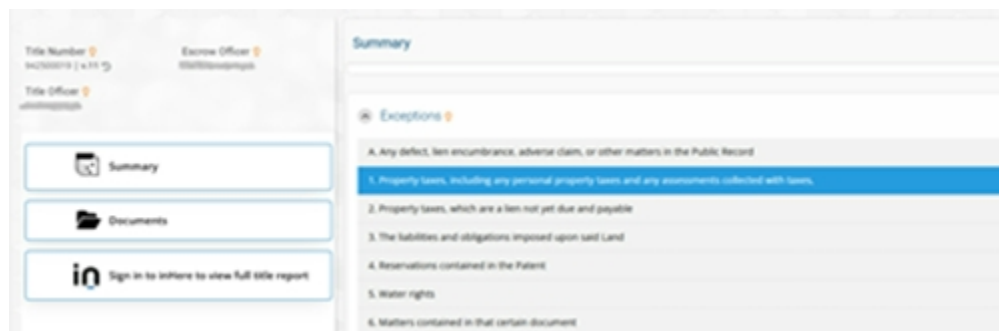 Title Number
Escrow Officer
Title Officer
Summary
Documents
Sign in to inHere to view full title report
Summary
Exceptions
A. Any defect, lien encumbrance, adverse claim, or other matters in the Public Record
1. Property taxes, including any personal property taxes and any assessments collected with taxes,
2. Property taxes, which are a lien not yet due and payable
3. The liabilities and obligations imposed upon said Land
4. Reservations contained in the Patent
5. Water rights
6. Matters contained in that certain document